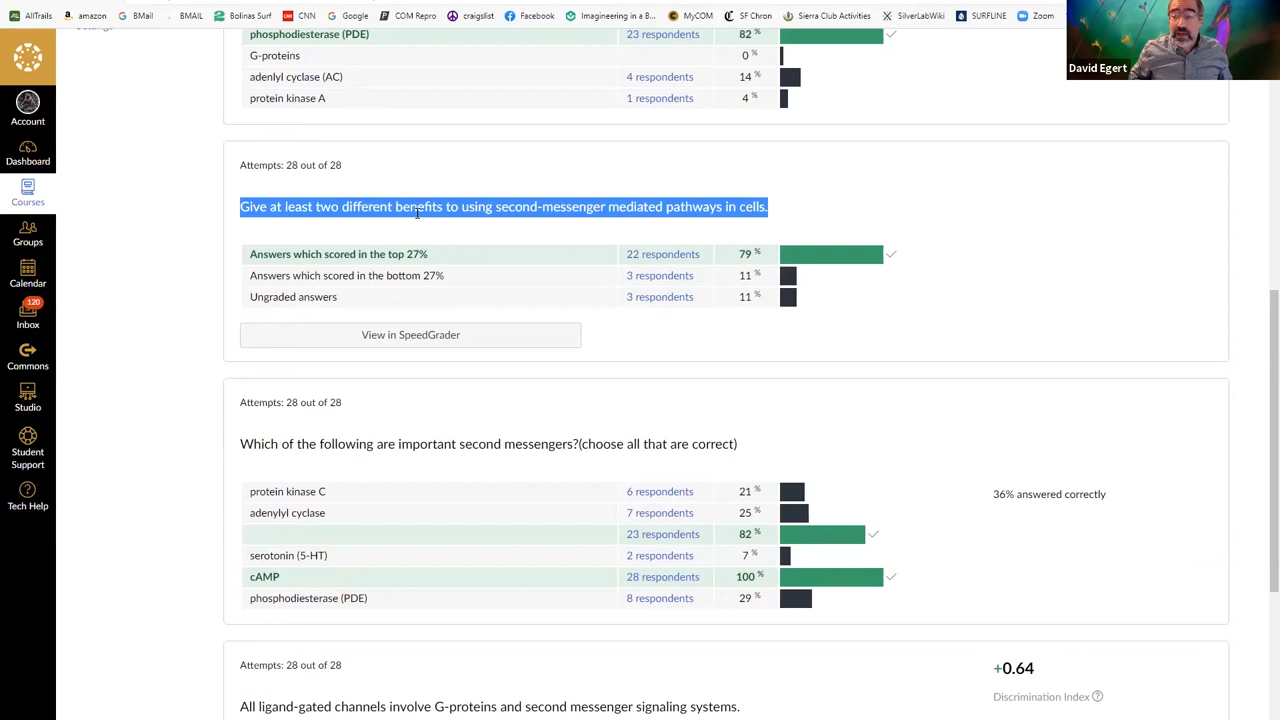 AllTrails amazon BMail BMAIL Bolinas Surf CNN Google COM Repro craigslist Facebook Imagineering in a B... MyCOM SF Chron Sierra Club Activities SilverLabWiki SURFLINE Zoom
David Egert
phosphodiesterase (PDE) 23 respondents 82 %
G-proteins 0 %
adenlyl cyclase (AC) 4 respondents 14 %
protein kinase A 1 respondents 4 %
Account
Dashboard
Courses
Groups
Calendar
120
Inbox
Commons
Studio
Student
Support
Tech Help
Attempts: 28 out of 28
Give at least two different benefits to using second-messenger mediated pathways in cells.
Answers which scored in the top 27% 22 respondents 79 %
Answers which scored in the bottom 27% 3 respondents 11 %
Ungraded answers 3 respondents 11 %
View in SpeedGrader
Attempts: 28 out of 28
Which of the following are important second messengers?(choose all that are correct)
protein kinase C 6 respondents 21 %
adenylyl cyclase 7 respondents 25 %
23 respondents 82 %
serotonin (5-HT) 2 respondents 7 %
cAMP 28 respondents 100 %
phosphodiesterase (PDE) 8 respondents 29 %
36% answered correctly
Attempts: 28 out of 28
+0.64
Discrimination Index ?
All ligand-gated channels involve G-proteins and second messenger signaling systems.